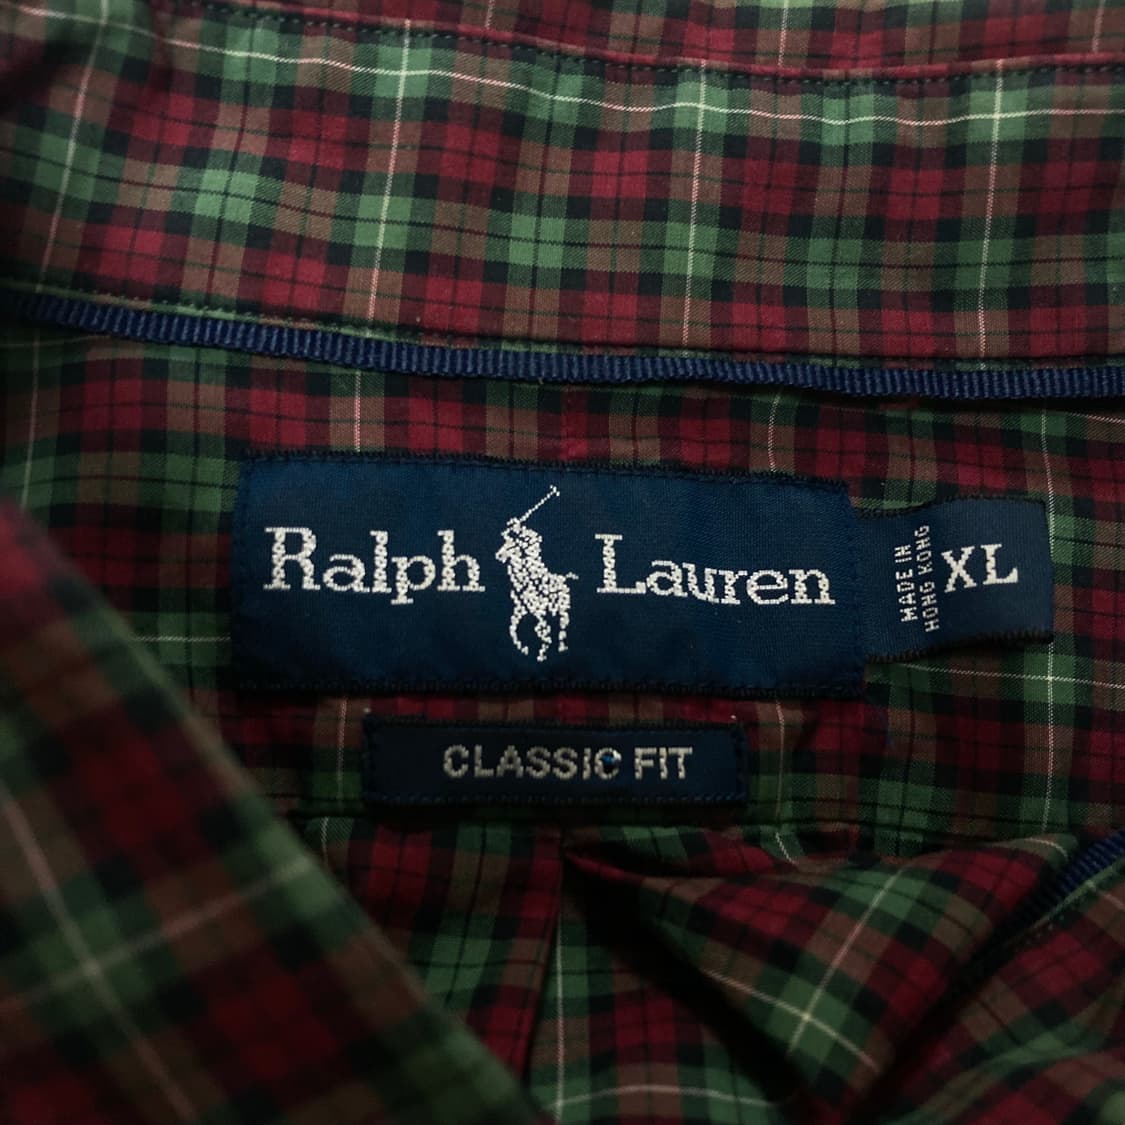 Ralph Lauren
MADE IN
HONG KONG
XL
CLASSIC FIT